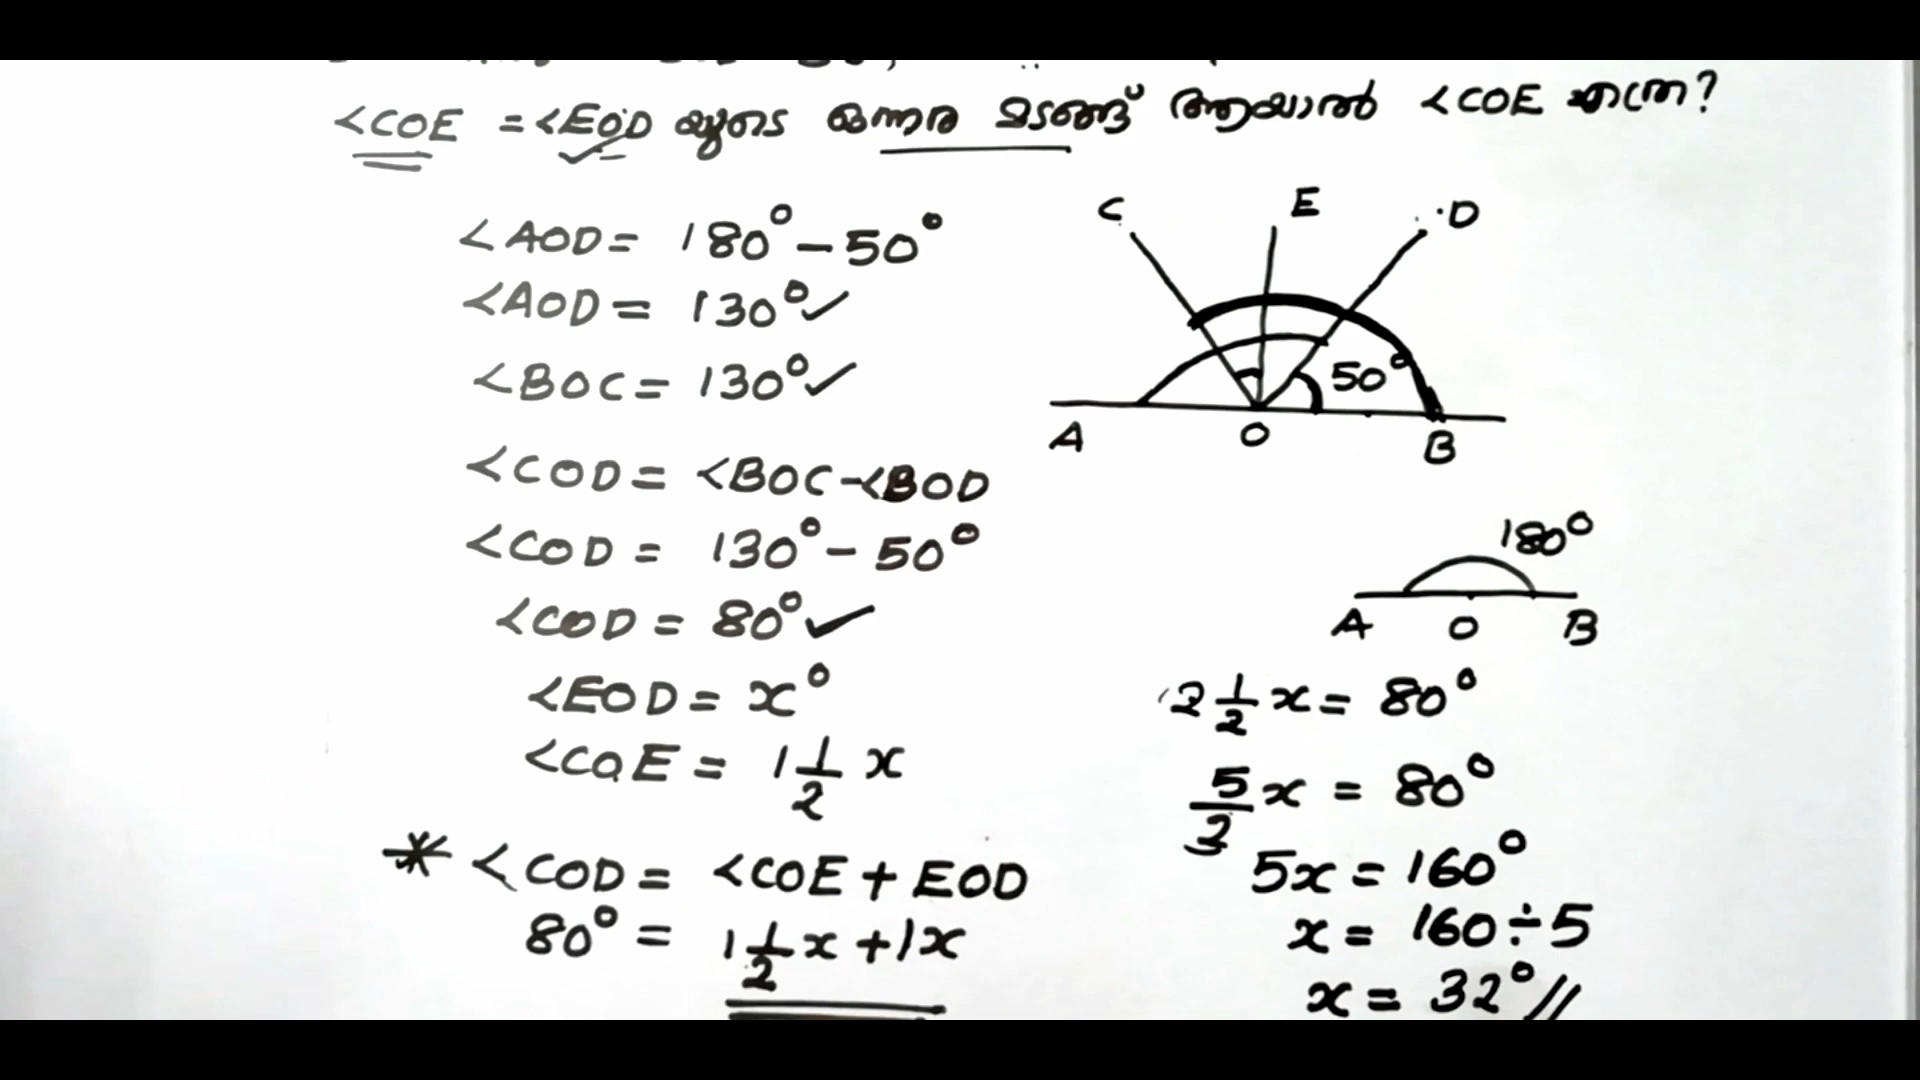 <COE = <EOD യുടെ ഒന്നര മടങ്ങ് ആയാൽ <COE എത്ര?
<AOD = 180° - 50°
<AOD = 130° ✓
<BOC = 130° ✓
<COD = <BOC - <BOD
<COD = 130° - 50°
<COD = 80° ✓
<EOD = x°
<COE = 1 1/2 x
* <COD = <COE + EOD
80° = 1 1/2 x + 1x
C E D
50°
A O B
180°
A O B
2 1/2 x = 80°
5/2 x = 80°
5x = 160°
x = 160 ÷ 5
x = 32° //